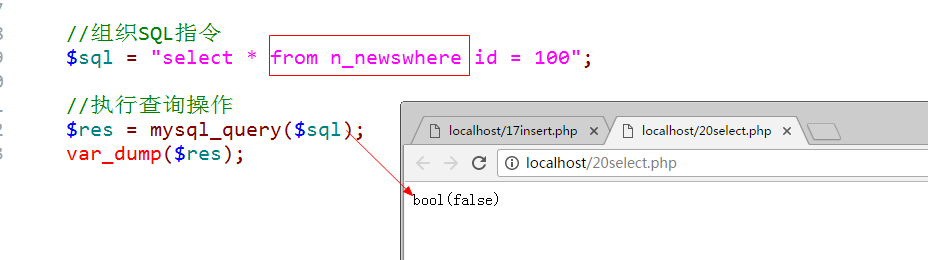 //组织SQL指令
$sql = "select * from n_newswhere id = 100";
//执行查询操作
$res = mysql_query($sql);
var_dump($res);
localhost/17insert.php
localhost/20select.php
localhost/20select.php
bool(false)